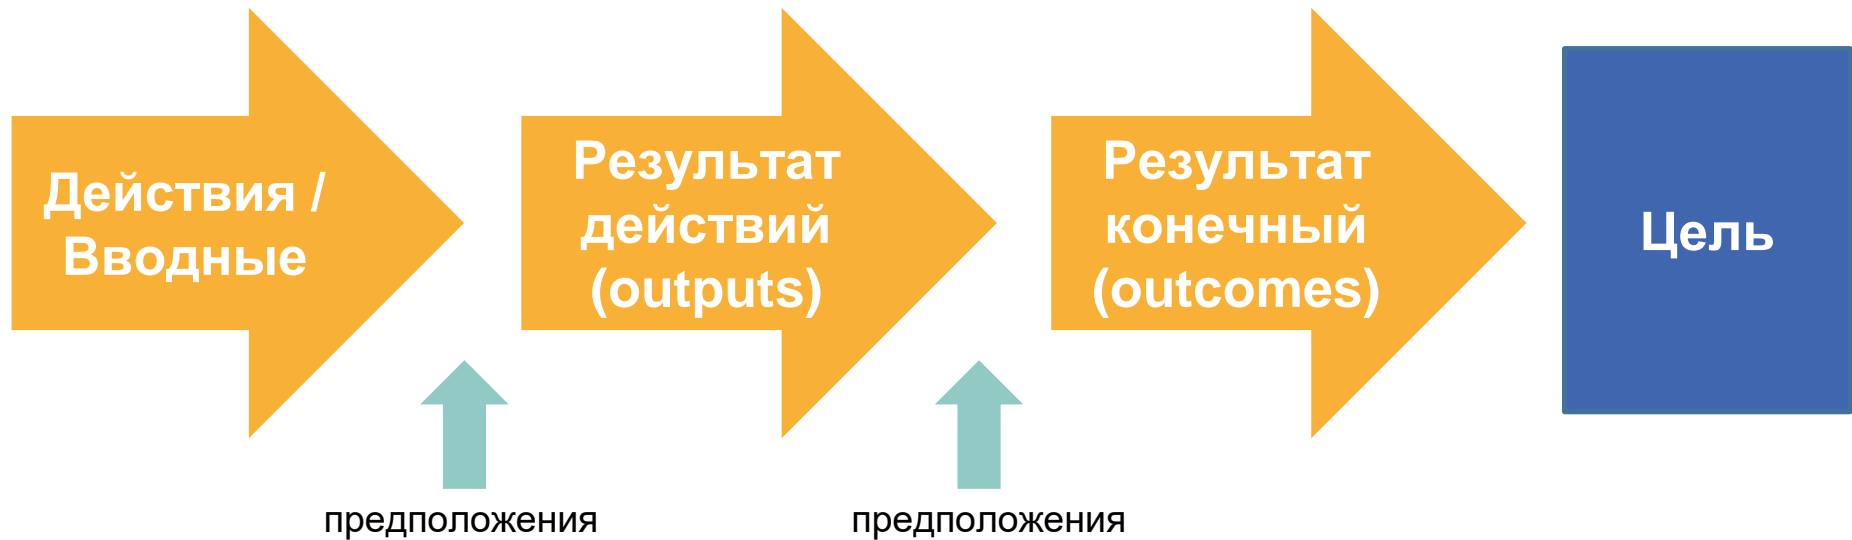 Действия /
Вводные
Результат
действий
(outputs)
Результат
конечный
(outcomes)
Цель
предположения
предположения